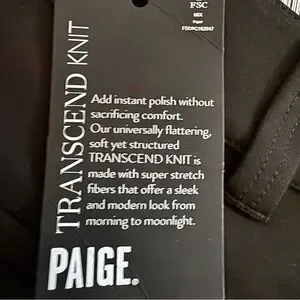 FSC
MIX
Paper
TRANSCEND KNIT
Add instant polish without
sacrificing comfort.
Our universally flattering,
soft yet structured
TRANSCEND KNIT is
made with super stretch
fibers that offer a sleek
and modern look from
morning to moonlight.
PAIGE.